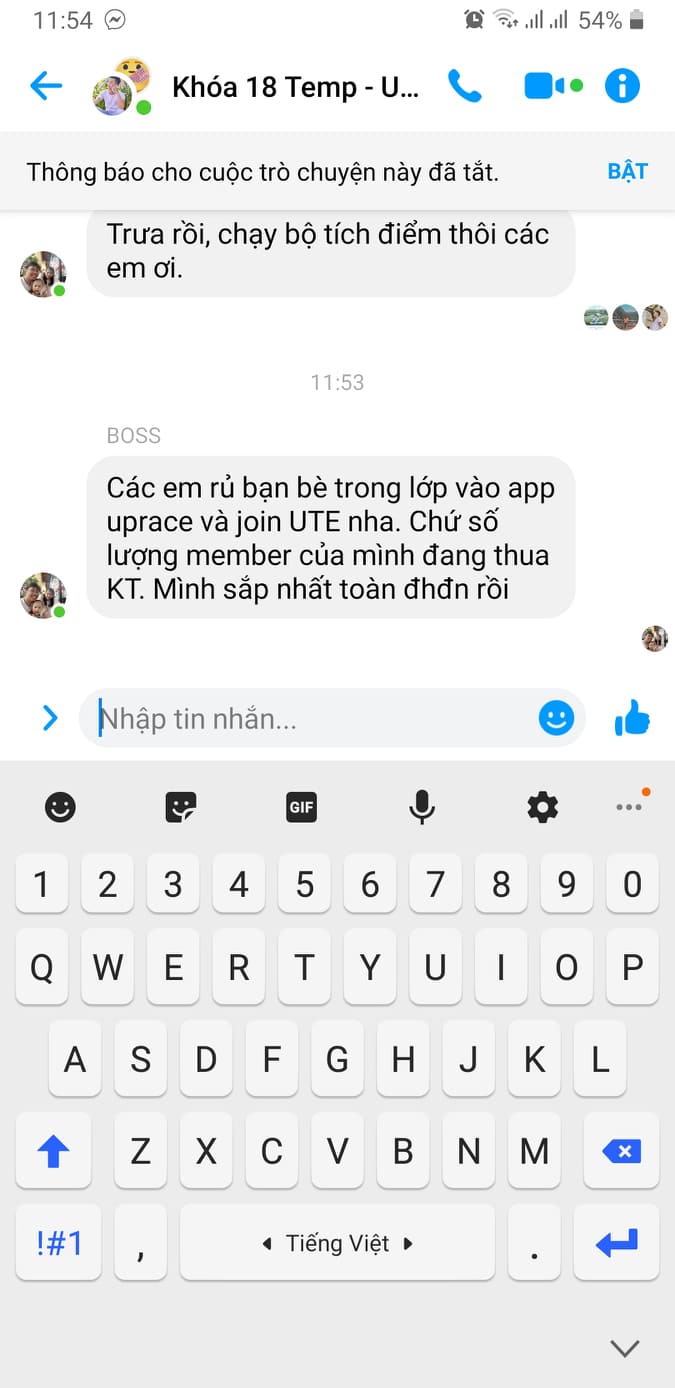 11:54
54%
Khóa 18 Temp - U...
Thông báo cho cuộc trò chuyện này đã tắt.
BẬT
Trưa rồi, chạy bộ tích điểm thôi các
em ơi.
11:53
BOSS
Các em rủ bạn bè trong lớp vào app
uprace và join UTE nha. Chứ số
lượng member của mình đang thua
KT. Mình sắp nhất toàn đhđn rồi
Nhập tin nhắn...
GIF
1 2 3 4 5 6 7 8 9 0
Q W E R T Y U I O P
A S D F G H J K L
Z X C V B N M
!#1 , Tiếng Việt .